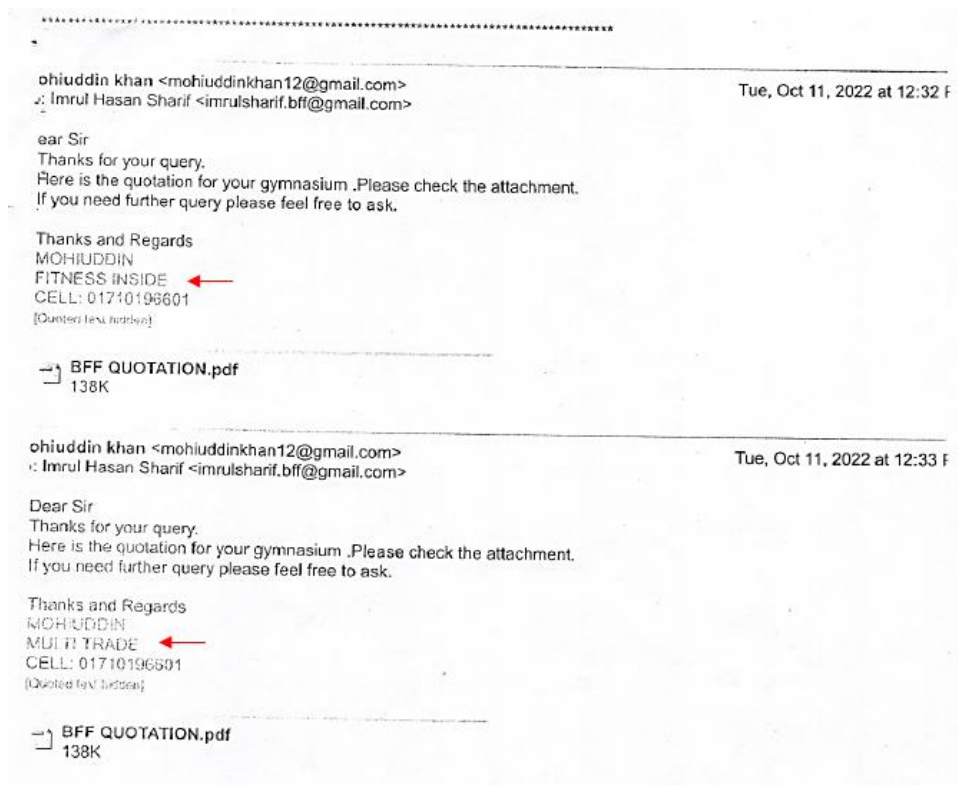 ohiuddin khan <mohiuddinkhan12@gmail.com>
Tue, Oct 11, 2022 at 12:32
: Imrul Hasan Sharif <imrulsharif.bff@gmail.com>
ear Sir
Thanks for your query.
Here is the quotation for your gymnasium .Please check the attachment.
If you need further query please feel free to ask.
Thanks and Regards
MOHIUDDIN
FITNESS INSIDE
CELL: 01710196601
[Quoted text hidden]
BFF QUOTATION.pdf
138K
ohiuddin khan <mohiuddinkhan12@gmail.com>
Tue, Oct 11, 2022 at 12:33
: Imrul Hasan Sharif <imrulsharif.bff@gmail.com>
Dear Sir
Thanks for your query.
Here is the quotation for your gymnasium .Please check the attachment.
If you need further query please feel free to ask.
Thanks and Regards
MOHIUDDIN
MULTI TRADE
CELL: 01710196601
[Quoted text hidden]
BFF QUOTATION.pdf
138K